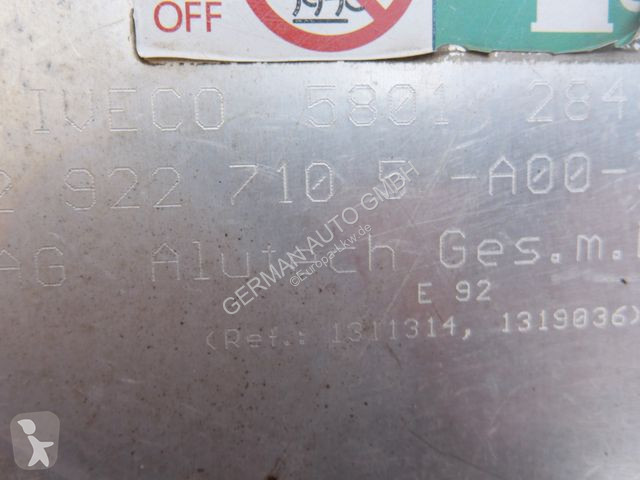 OFF
IVECO 5801 284
2 922 710 5 -A00-
AG Alutech Ges.m.
E 92
(Ref.: 1311314, 1319036)
GERMAN AUTO GMBH
©Europa-Lkw.de